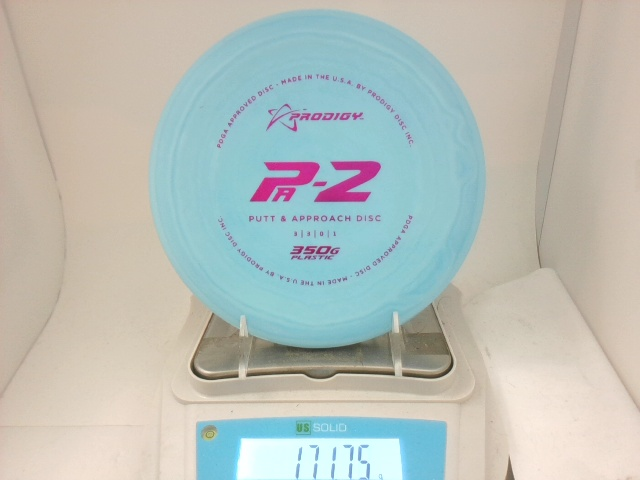 PDGA APPROVED DISC - MADE IN THE U.S.A. BY PRODIGY DISC INC.
PRODIGY
PA-2
PUTT & APPROACH DISC
3|3|0|1
350G
PLASTIC
PDGA APPROVED DISC - MADE IN THE U.S.A. BY PRODIGY DISC INC.
US SOLID
171.75 g